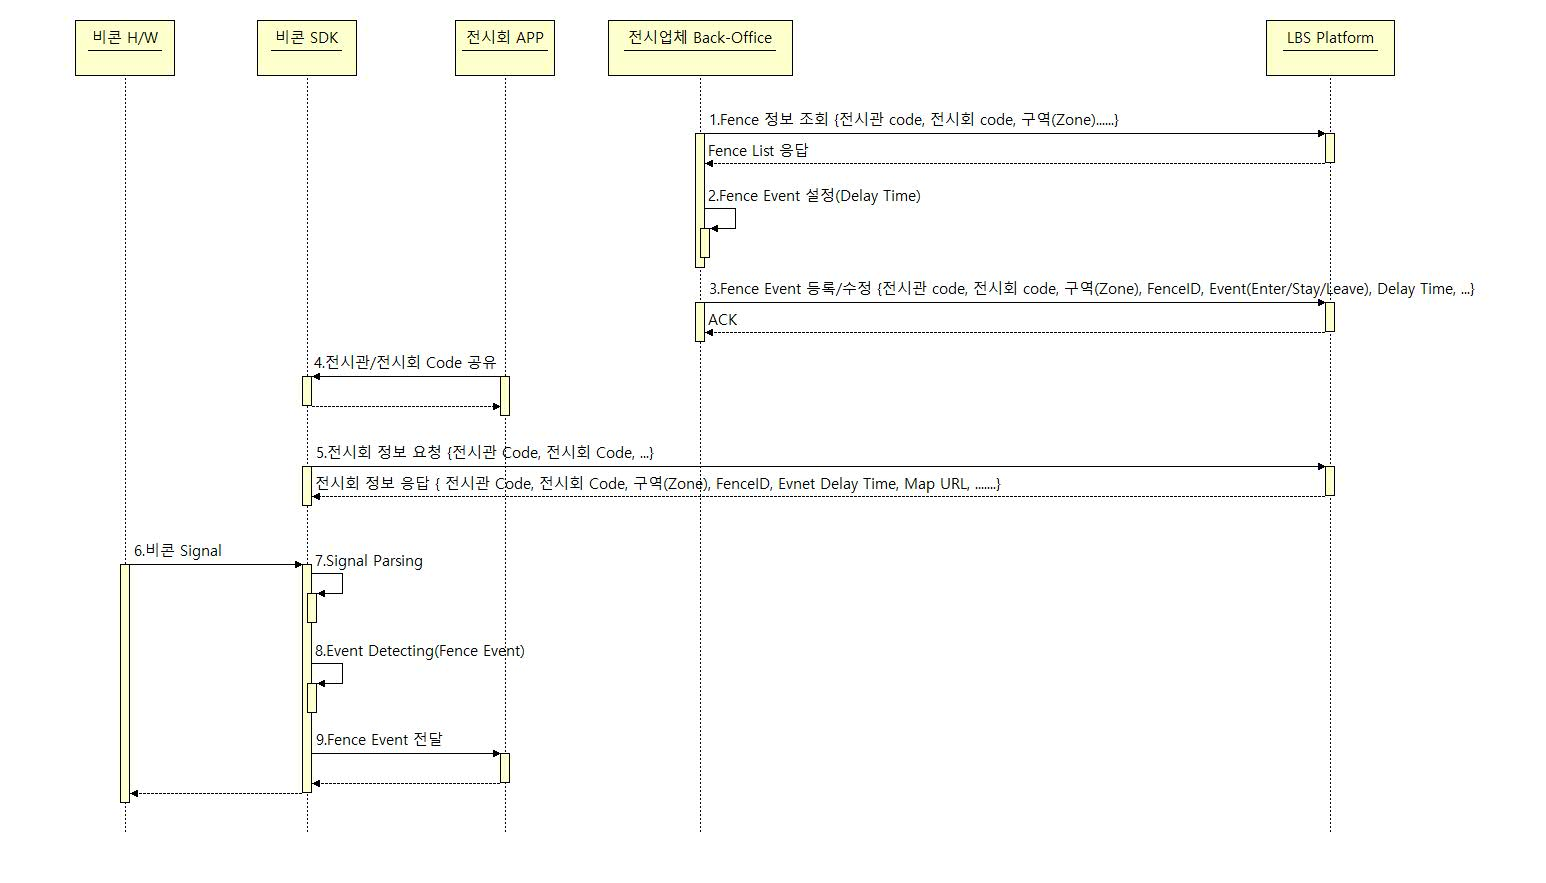 비콘 H/W
비콘 SDK
전시회 APP
전시업체 Back-Office
LBS Platform
1.Fence 정보 조회 {전시관 code, 전시회 code, 구역(Zone)......}
Fence List 응답
2.Fence Event 설정(Delay Time)
3.Fence Event 등록/수정 {전시관 code, 전시회 code, 구역(Zone), FenceID, Event(Enter/Stay/Leave), Delay Time, ...}
ACK
4.전시관/전시회 Code 공유
5.전시회 정보 요청 {전시관 Code, 전시회 Code, ...}
전시회 정보 응답 { 전시관 Code, 전시회 Code, 구역(Zone), FenceID, Evnet Delay Time, Map URL, .......}
6.비콘 Signal
7.Signal Parsing
8.Event Detecting(Fence Event)
9.Fence Event 전달